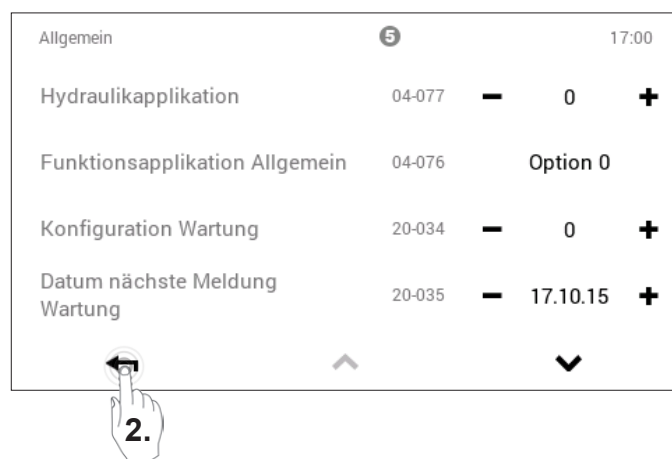 Allgemein 5 17:00
Hydraulikapplikation 04-077 − 0 +
Funktionsapplikation Allgemein 04-076 Option 0
Konfiguration Wartung 20-034 − 0 +
Datum nächste Meldung
Wartung 20-035 − 17.10.15 +
2.